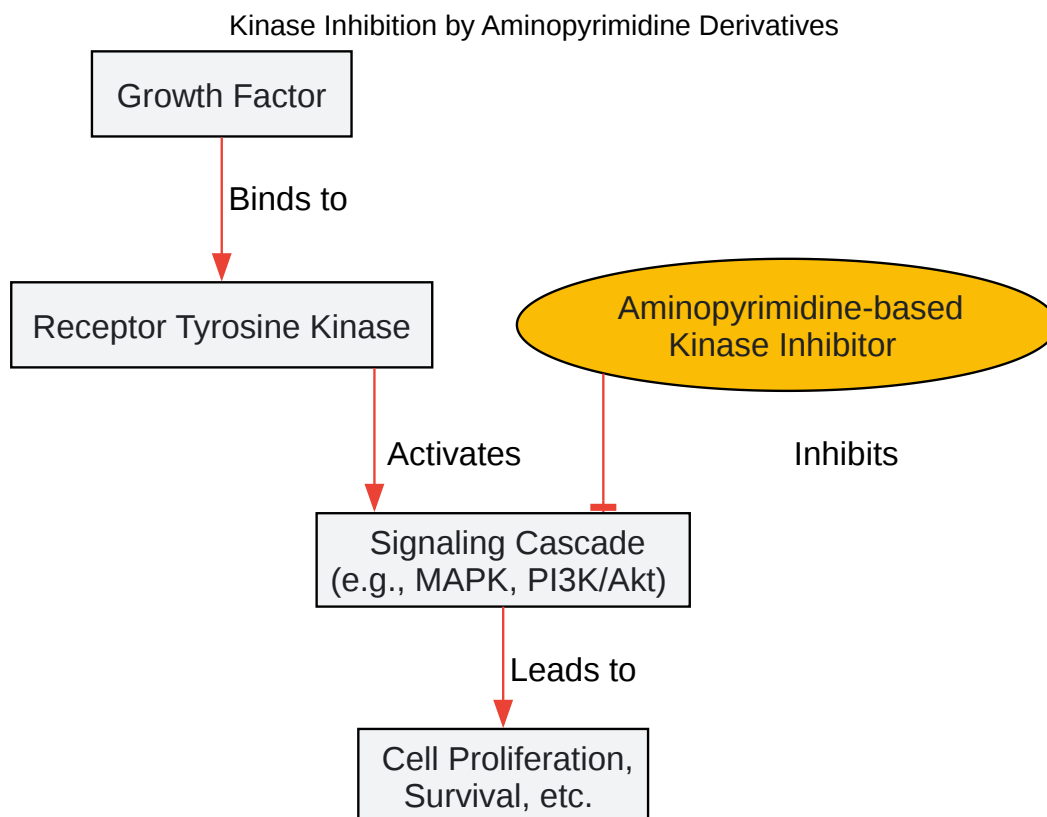 Kinase Inhibition by Aminopyrimidine Derivatives
Growth Factor
Binds to
Receptor Tyrosine Kinase
Aminopyrimidine-based
Kinase Inhibitor
Activates
Inhibits
Signaling Cascade
(e.g., MAPK, PI3K/Akt)
Leads to
Cell Proliferation,
Survival, etc.